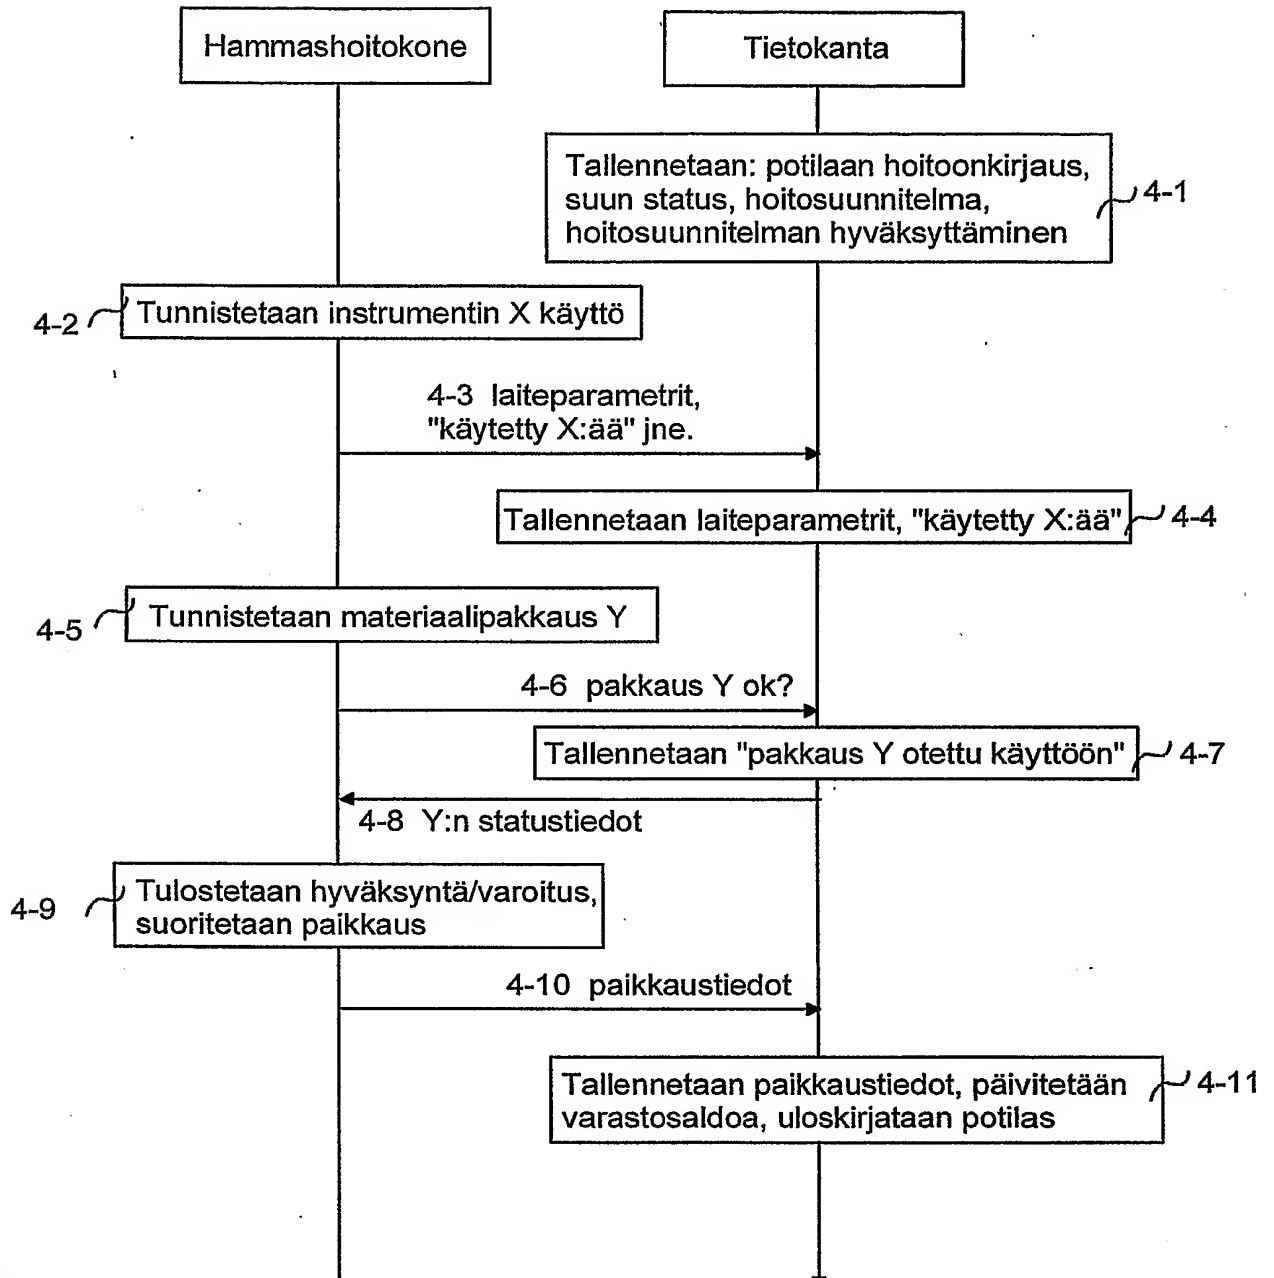 Hammashoitokone
Tietokanta
Tallennetaan: potilaan hoitoonkirjaus,
suun status, hoitosuunnitelma,
hoitosuunnitelman hyväksyttäminen
4-1
4-2
Tunnistetaan instrumentin X käyttö
4-3 laiteparametrit,
"käytetty X:ää" jne.
Tallennetaan laiteparametrit, "käytetty X:ää"
4-4
4-5
Tunnistetaan materiaalipakkaus Y
4-6 pakkaus Y ok?
Tallennetaan "pakkaus Y otettu käyttöön"
4-7
4-8 Y:n statustiedot
4-9
Tulostetaan hyväksyntä/varoitus,
suoritetaan paikkaus
4-10 paikkaustiedot
Tallennetaan paikkaustiedot, päivitetään
varastosaldoa, uloskirjataan potilas
4-11